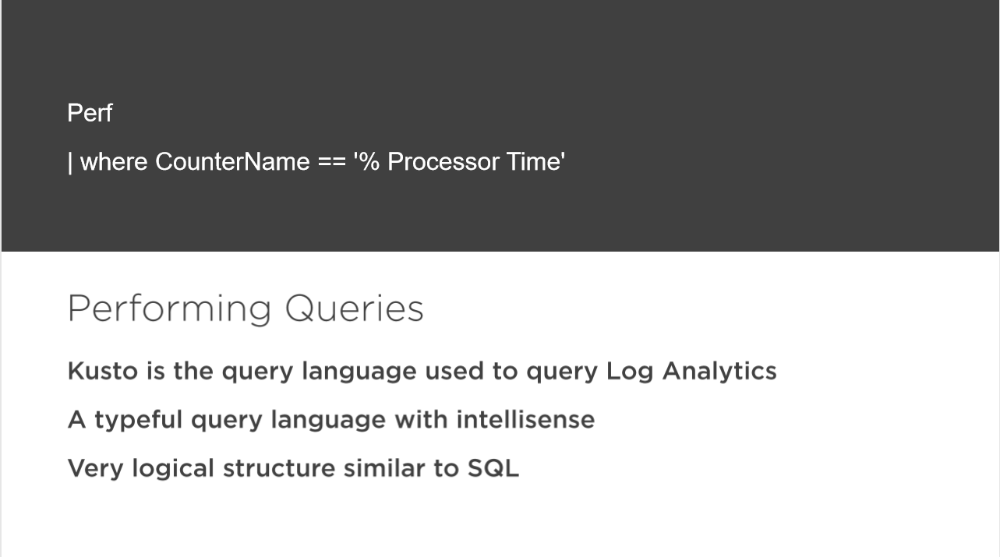 Perf
| where CounterName == '% Processor Time'
Performing Queries
Kusto is the query language used to query Log Analytics
A typeful query language with intellisense
Very logical structure similar to SQL